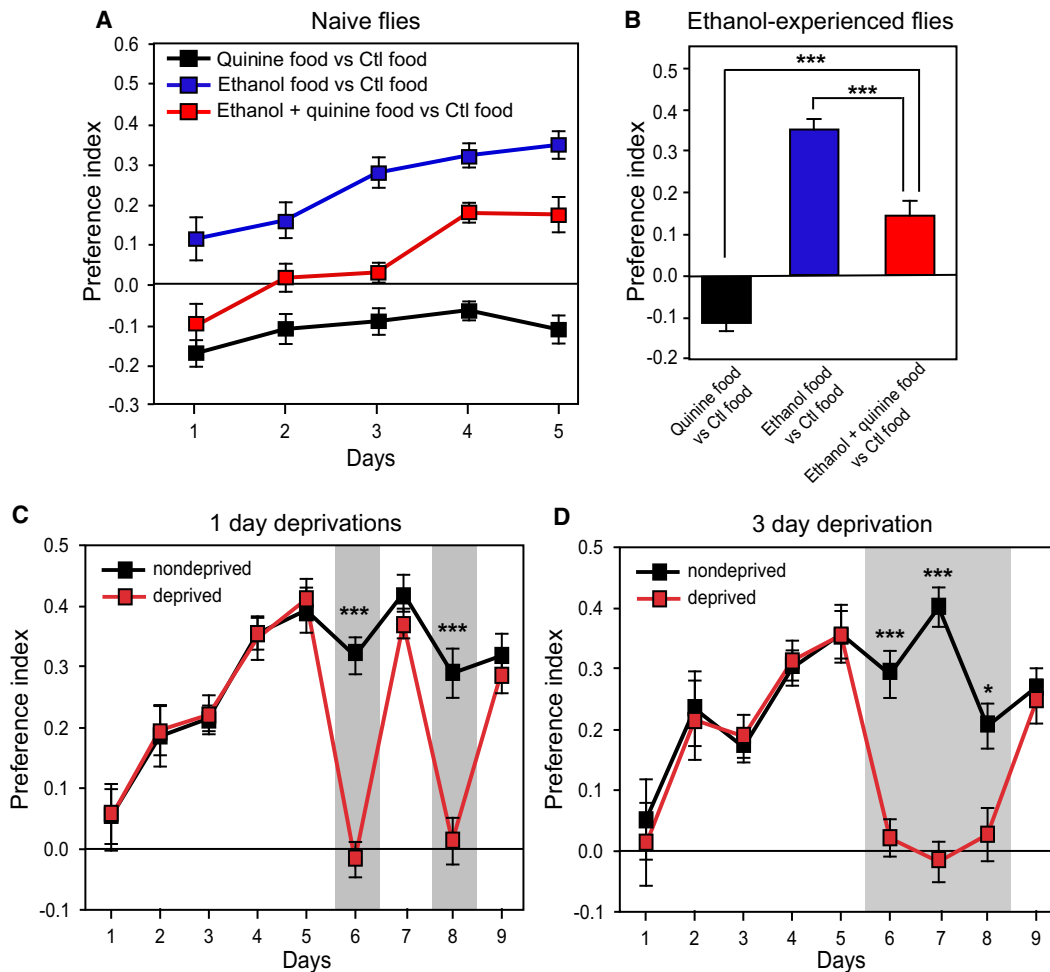 A
Naive flies
Preference index
0.6
0.5
0.4
0.3
0.2
0.1
0.0
-0.1
-0.2
-0.3
Quinine food vs Ctl food
Ethanol food vs Ctl food
Ethanol + quinine food vs Ctl food
1 2 3 4 5
Days
B
Ethanol-experienced flies
Preference index
0.5
0.4
0.3
0.2
0.1
0.0
-0.1
-0.2
***
***
Quinine food
vs Ctl food
Ethanol food
vs Ctl food
Ethanol + quinine food
vs Ctl food
C
1 day deprivations
Preference index
0.5
0.4
0.3
0.2
0.1
0.0
-0.1
nondeprived
deprived
***
***
1 2 3 4 5 6 7 8 9
Days
D
3 day deprivation
Preference index
0.5
0.4
0.3
0.2
0.1
0.0
-0.1
nondeprived
deprived
***
***
*
1 2 3 4 5 6 7 8 9
Days